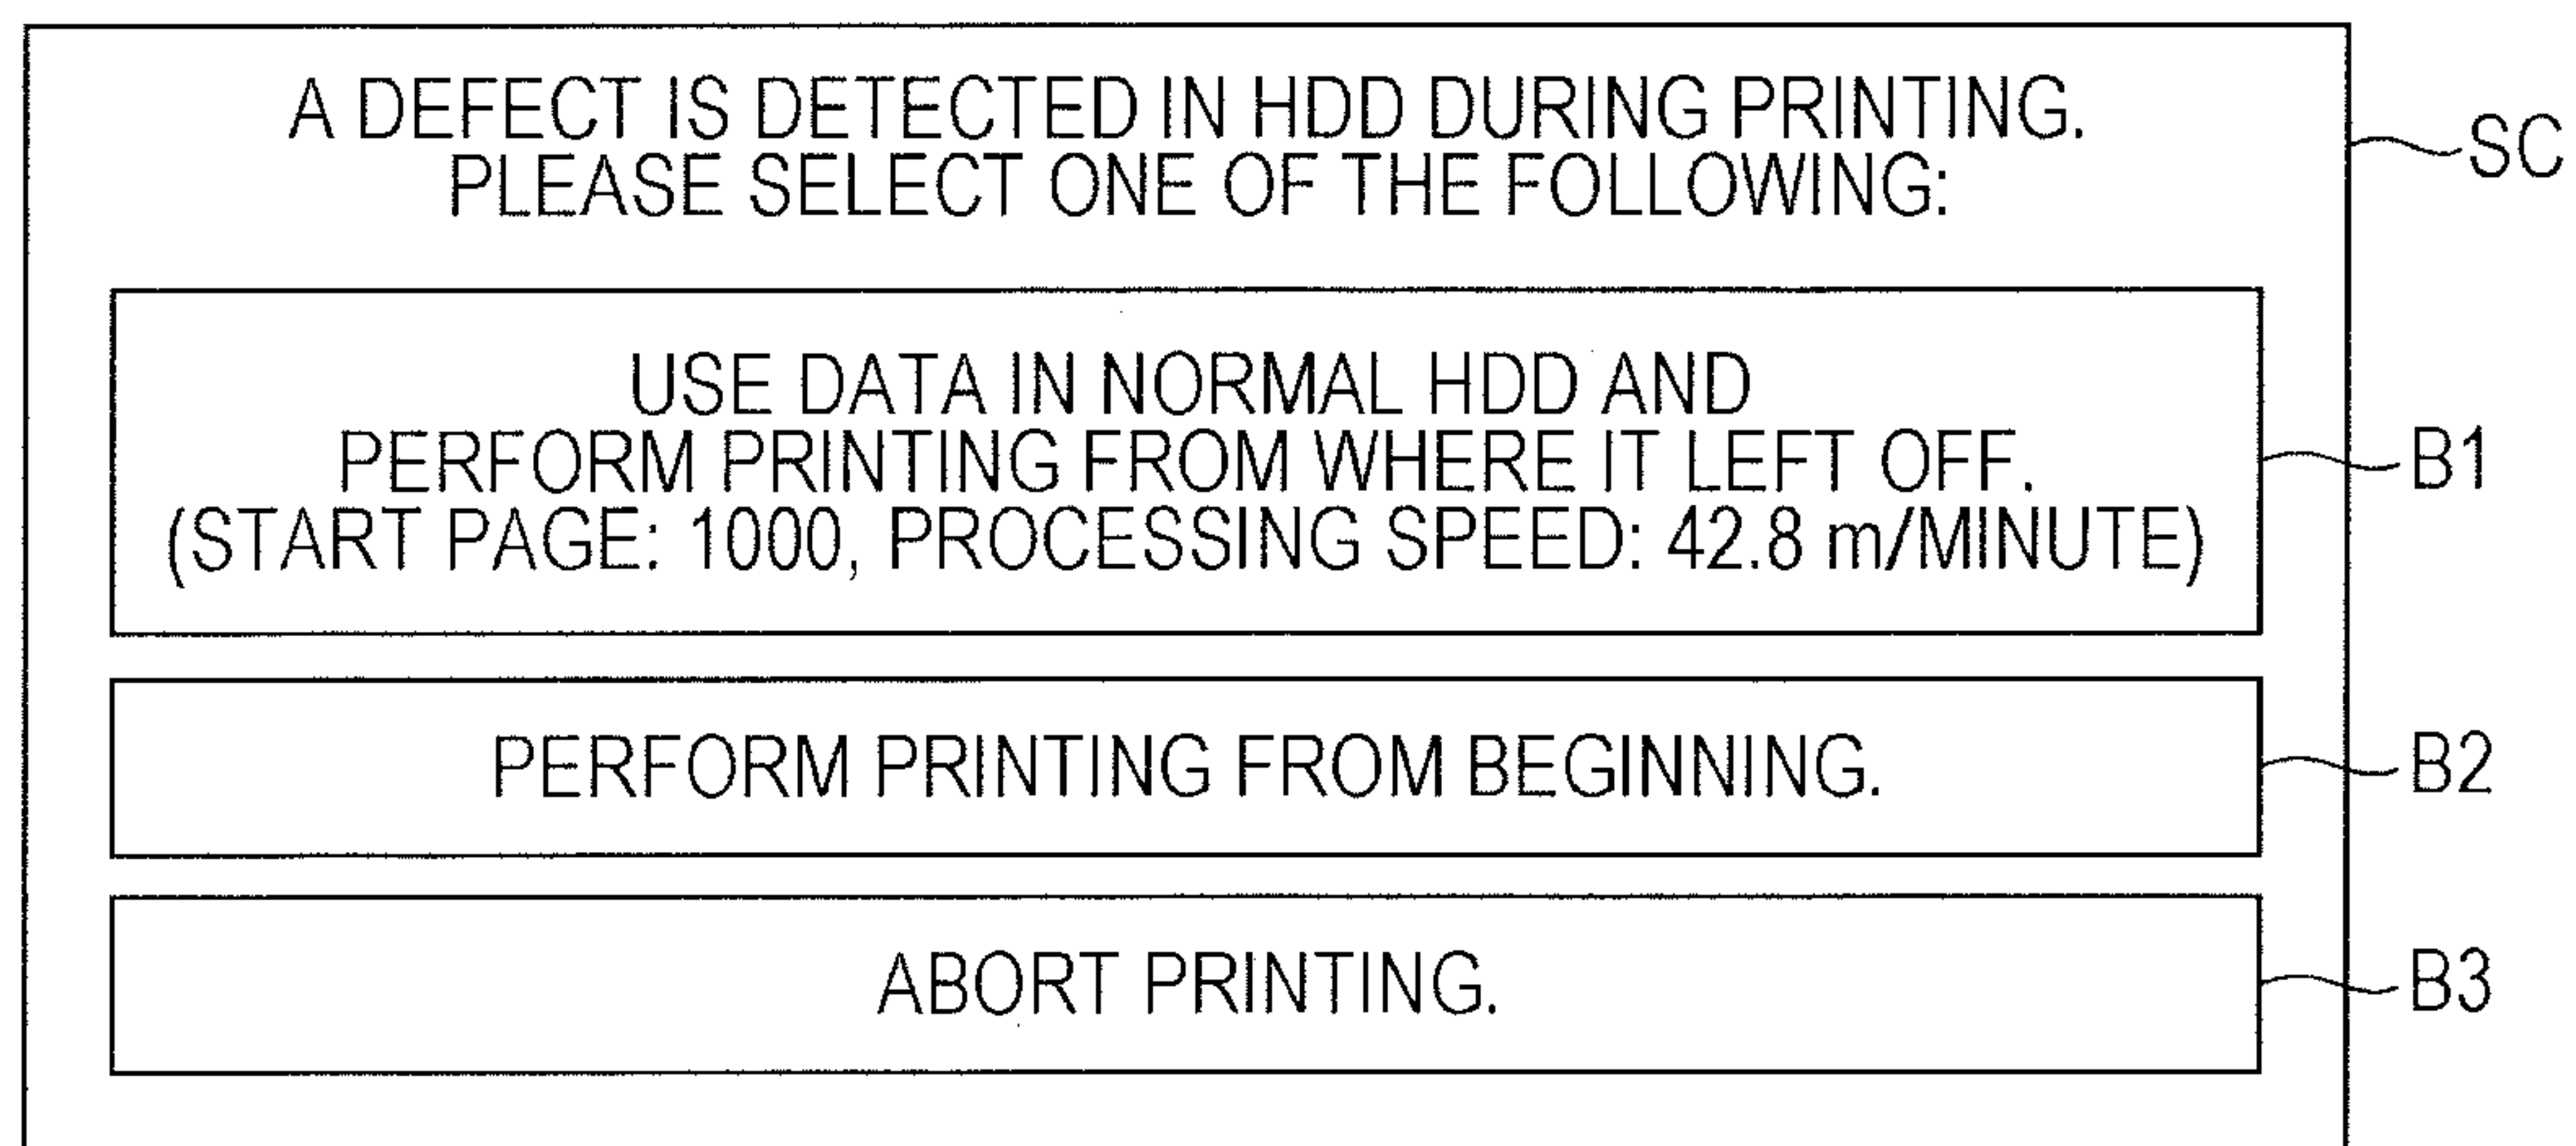 A DEFECT IS DETECTED IN HDD DURING PRINTING.
PLEASE SELECT ONE OF THE FOLLOWING:
SC
USE DATA IN NORMAL HDD AND
PERFORM PRINTING FROM WHERE IT LEFT OFF.
(START PAGE: 1000, PROCESSING SPEED: 42.8 m/MINUTE)
B1
PERFORM PRINTING FROM BEGINNING.
B2
ABORT PRINTING.
B3